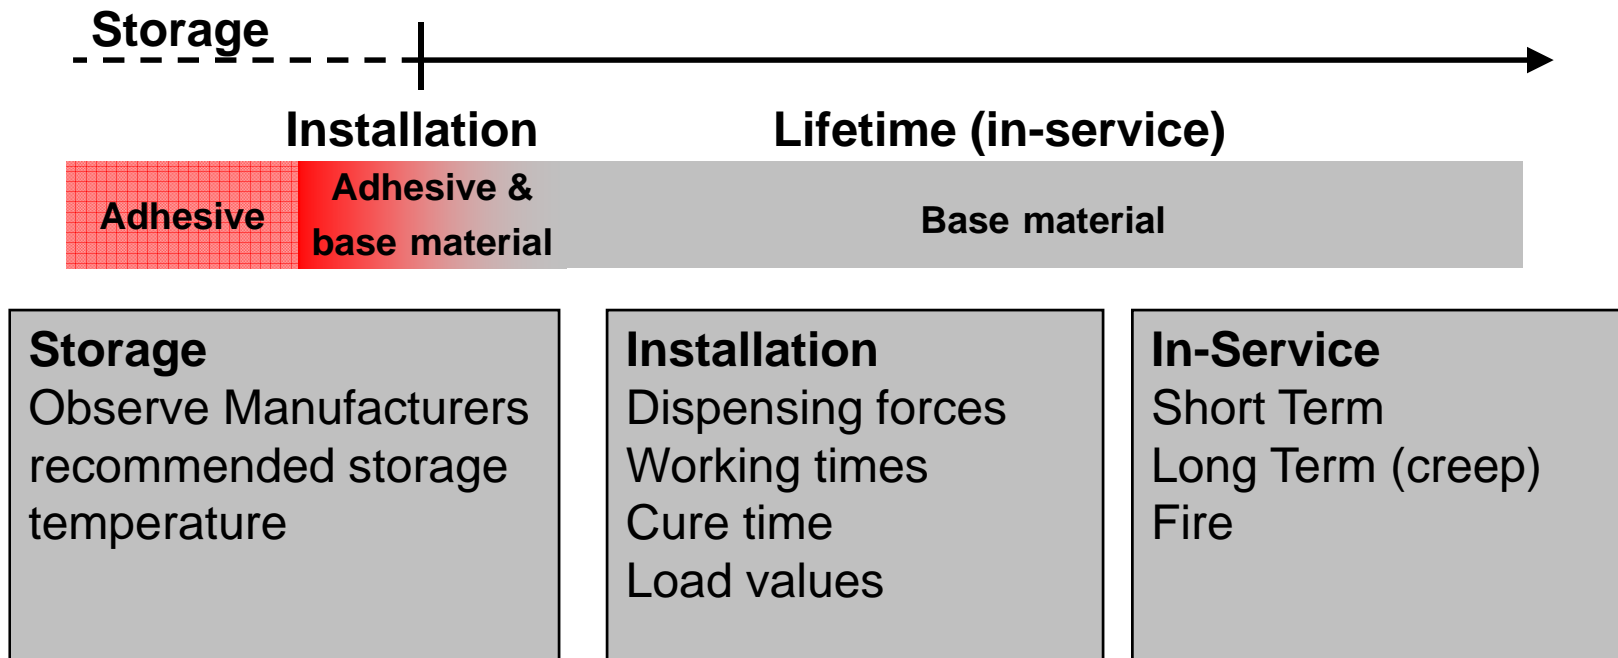 Storage
Installation
Lifetime (in-service)
Adhesive
Adhesive &
base material
Base material
Storage
Observe Manufacturers
recommended storage
temperature
Installation
Dispensing forces
Working times
Cure time
Load values
In-Service
Short Term
Long Term (creep)
Fire